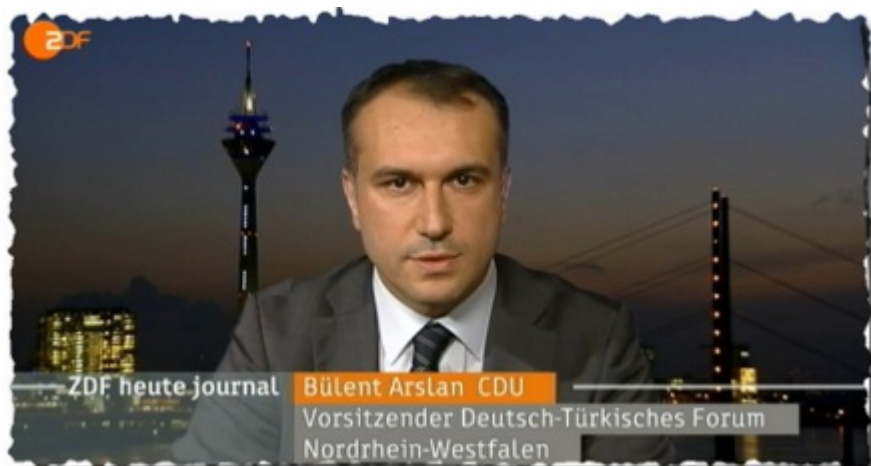 ZDF
ZDF heute journal
Bülent Arslan CDU
Vorsitzender Deutsch-Türkisches Forum
Nordrhein-Westfalen